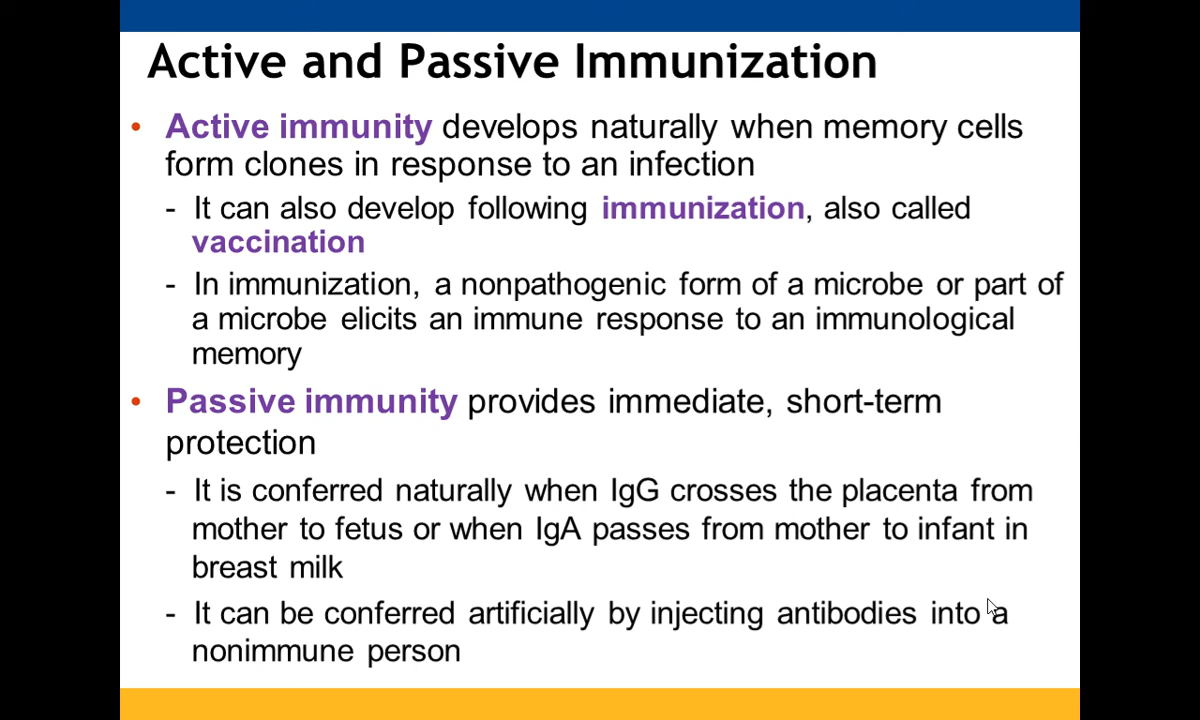 Active and Passive Immunization
• Active immunity develops naturally when memory cells
form clones in response to an infection
- It can also develop following immunization, also called
vaccination
- In immunization, a nonpathogenic form of a microbe or part of
a microbe elicits an immune response to an immunological
memory
• Passive immunity provides immediate, short-term
protection
- It is conferred naturally when IgG crosses the placenta from
mother to fetus or when IgA passes from mother to infant in
breast milk
- It can be conferred artificially by injecting antibodies into a
nonimmune person